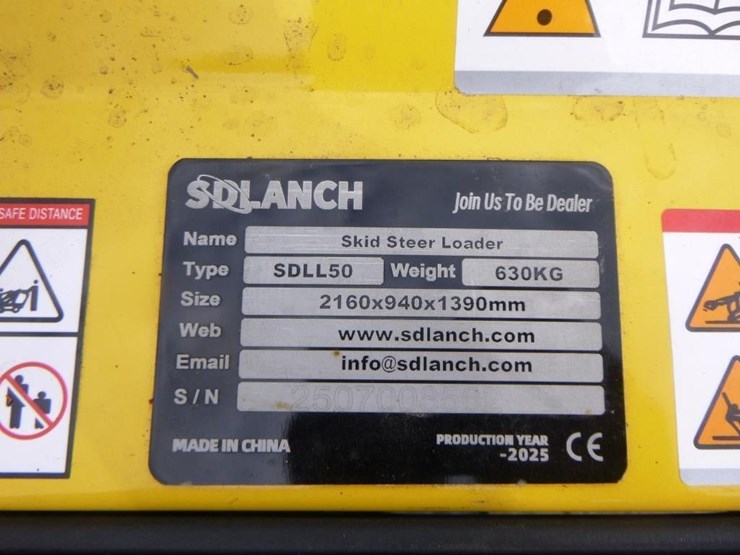 SAFE DISTANCE
SDLANCH
Join Us To Be Dealer
Name Skid Steer Loader
Type SDLL50 Weight 630KG
Size 2160x940x1390mm
Web www.sdlanch.com
Email info@sdlanch.com
S/N
MADE IN CHINA
PRODUCTION YEAR
-2025 CE